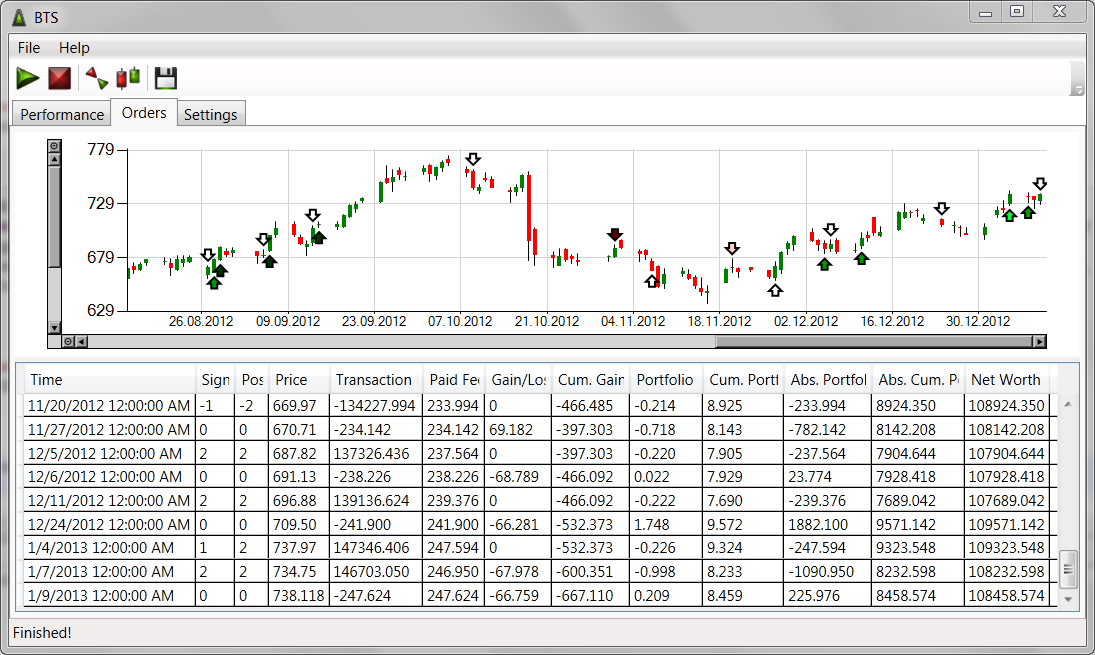 BTS
File Help
Performance Orders Settings
779
729
679
629
26.08.2012 09.09.2012 23.09.2012 07.10.2012 21.10.2012 04.11.2012 18.11.2012 02.12.2012 16.12.2012 30.12.2012
Time Sign Pos Price Transaction Paid Fee Gain/Los Cum. Gain Portfolio Cum. Portf Abs. Portfol Abs. Cum. P Net Worth
11/20/2012 12:00:00 AM -1 -2 669.97 -134227.994 233.994 0 -466.485 -0.214 8.925 -233.994 8924.350 108924.350
11/27/2012 12:00:00 AM 0 0 670.71 -234.142 234.142 69.182 -397.303 -0.718 8.143 -782.142 8142.208 108142.208
12/5/2012 12:00:00 AM 2 2 687.82 137326.436 237.564 0 -397.303 -0.220 7.905 -237.564 7904.644 107904.644
12/6/2012 12:00:00 AM 0 0 691.13 -238.226 238.226 -68.789 -466.092 0.022 7.929 23.774 7928.418 107928.418
12/11/2012 12:00:00 AM 2 2 696.88 139136.624 239.376 0 -466.092 -0.222 7.690 -239.376 7689.042 107689.042
12/24/2012 12:00:00 AM 0 0 709.50 -241.900 241.900 -66.281 -532.373 1.748 9.572 1882.100 9571.142 109571.142
1/4/2013 12:00:00 AM 1 2 737.97 147346.406 247.594 0 -532.373 -0.226 9.324 -247.594 9323.548 109323.548
1/7/2013 12:00:00 AM 2 2 734.75 146703.050 246.950 -67.978 -600.351 -0.998 8.233 -1090.950 8232.598 108232.598
1/9/2013 12:00:00 AM 0 0 738.118 -247.624 247.624 -66.759 -667.110 0.209 8.459 225.976 8458.574 108458.574
Finished!